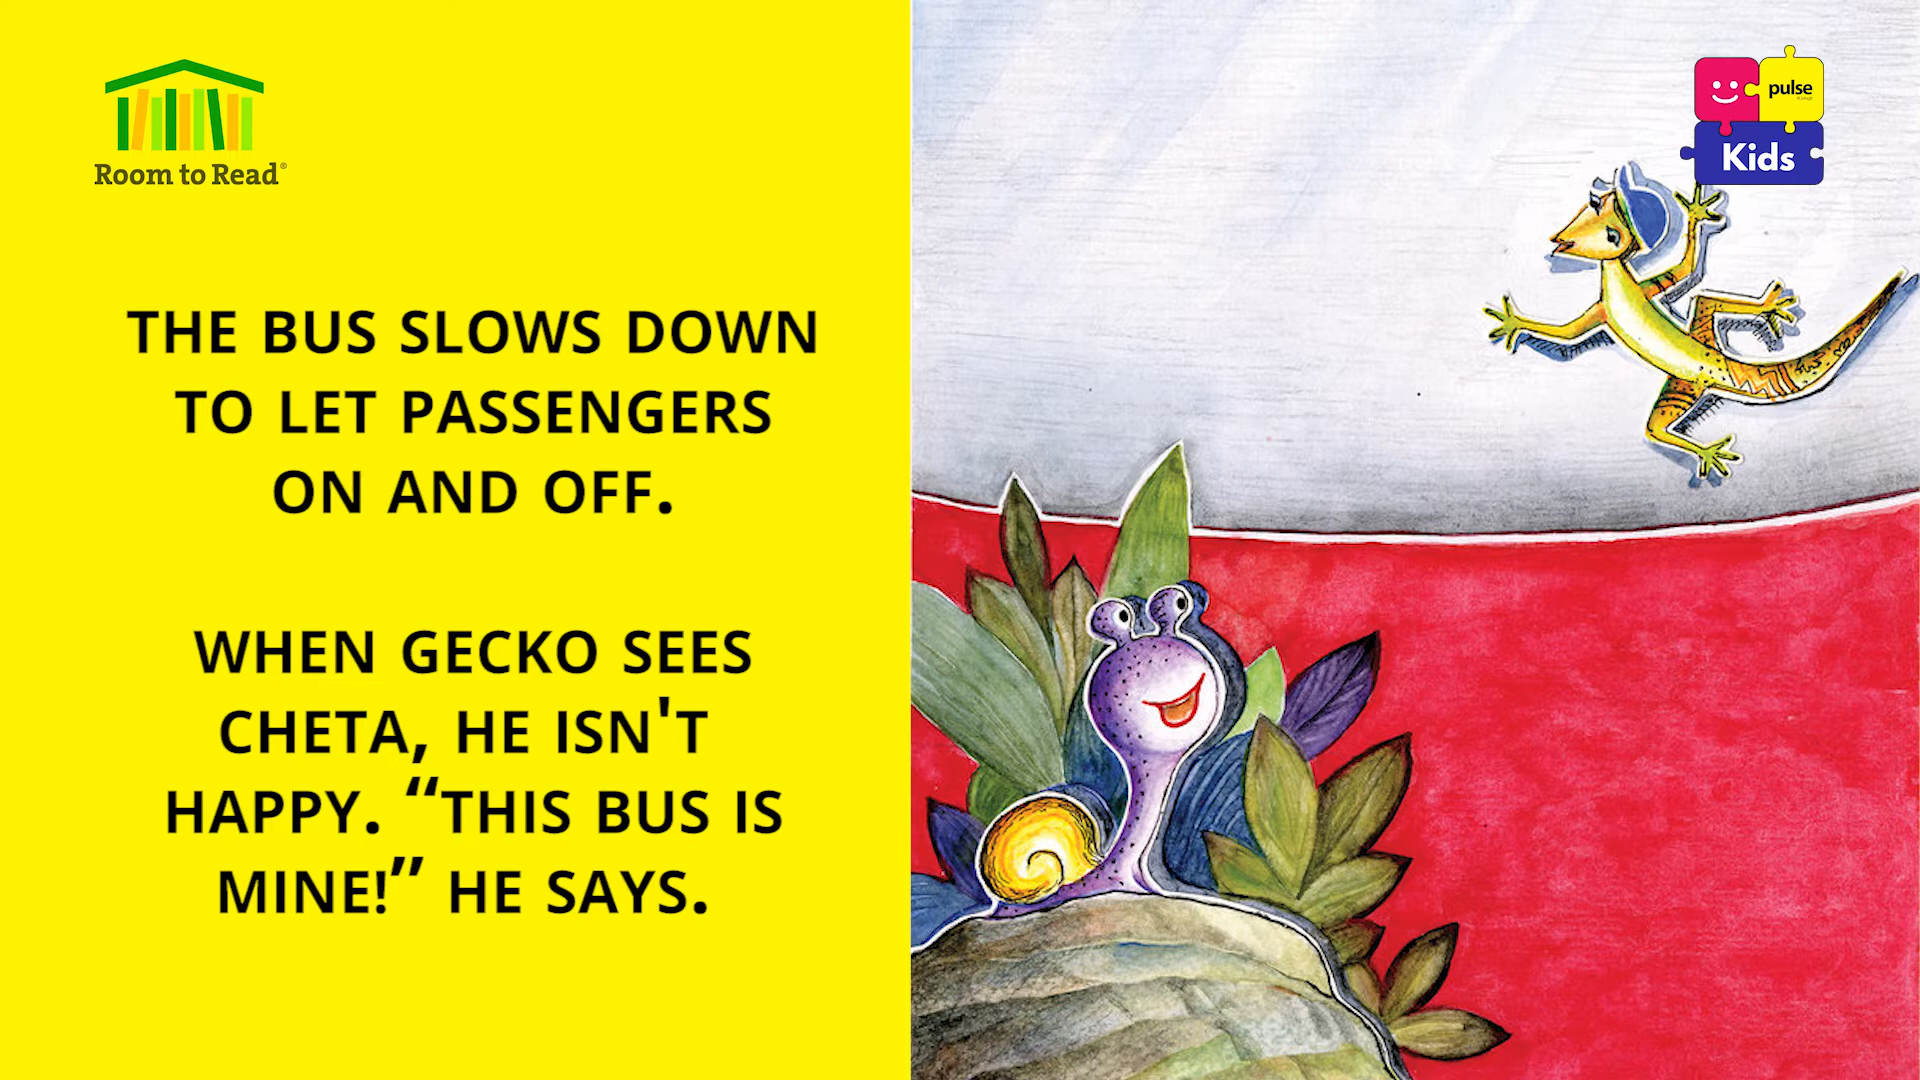 Room to Read®
pulse
Kids
THE BUS SLOWS DOWN
TO LET PASSENGERS
ON AND OFF.
WHEN GECKO SEES
CHETA, HE ISN'T
HAPPY. “THIS BUS IS
MINE!” HE SAYS.